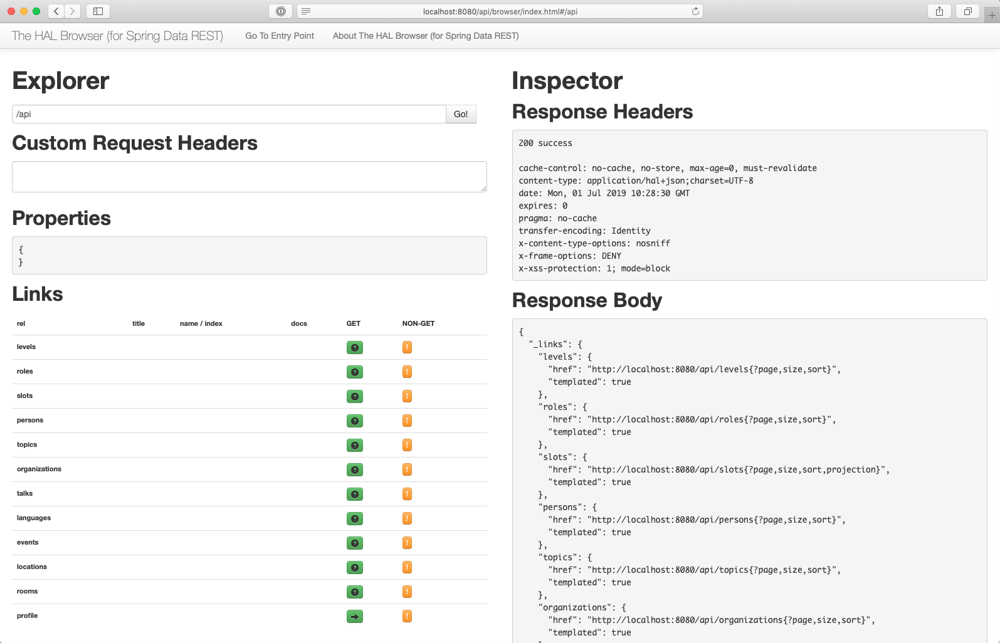 localhost:8080/api/browser/index.html#/api
The HAL Browser (for Spring Data REST) Go To Entry Point About The HAL Browser (for Spring Data REST)
Explorer
/api Go!
Custom Request Headers
Properties
{
}
Links
rel title name / index docs GET NON-GET
levels ? !
roles ? !
slots ? !
persons ? !
topics ? !
organizations ? !
talks ? !
languages ? !
events ? !
locations ? !
rooms ? !
profile !
Inspector
Response Headers
200 success
cache-control: no-cache, no-store, max-age=0, must-revalidate
content-type: application/hal+json;charset=UTF-8
date: Mon, 01 Jul 2019 10:28:30 GMT
expires: 0
pragma: no-cache
transfer-encoding: Identity
x-content-type-options: nosniff
x-frame-options: DENY
x-xss-protection: 1; mode=block
Response Body
{
  "_links": {
    "levels": {
      "href": "http://localhost:8080/api/levels{?page,size,sort}",
      "templated": true
    },
    "roles": {
      "href": "http://localhost:8080/api/roles{?page,size,sort}",
      "templated": true
    },
    "slots": {
      "href": "http://localhost:8080/api/slots{?page,size,sort,projection}",
      "templated": true
    },
    "persons": {
      "href": "http://localhost:8080/api/persons{?page,size,sort}",
      "templated": true
    },
    "topics": {
      "href": "http://localhost:8080/api/topics{?page,size,sort}",
      "templated": true
    },
    "organizations": {
      "href": "http://localhost:8080/api/organizations{?page,size,sort}",
      "templated": true